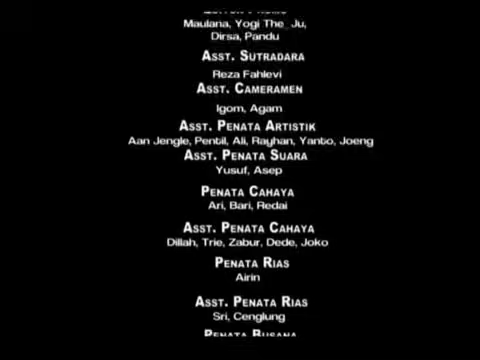 Maulana, Yogi The_Ju,
Dirsa, Pandu
ASST. SUTRADARA
Reza Fahlevi
ASST. CAMERAMEN
Igom, Agam
ASST. PENATA ARTISTIK
Aan Jengle, Pentil, Ali, Rayhan, Yanto, Joeng
ASST. PENATA SUARA
Yusuf, Asep
PENATA CAHAYA
Ari, Bari, Redai
ASST. PENATA CAHAYA
Dillah, Trie, Zabur, Dede, Joko
PENATA RIAS
Airin
ASST. PENATA RIAS
Sri, Cenglung
PENATA BUSANA